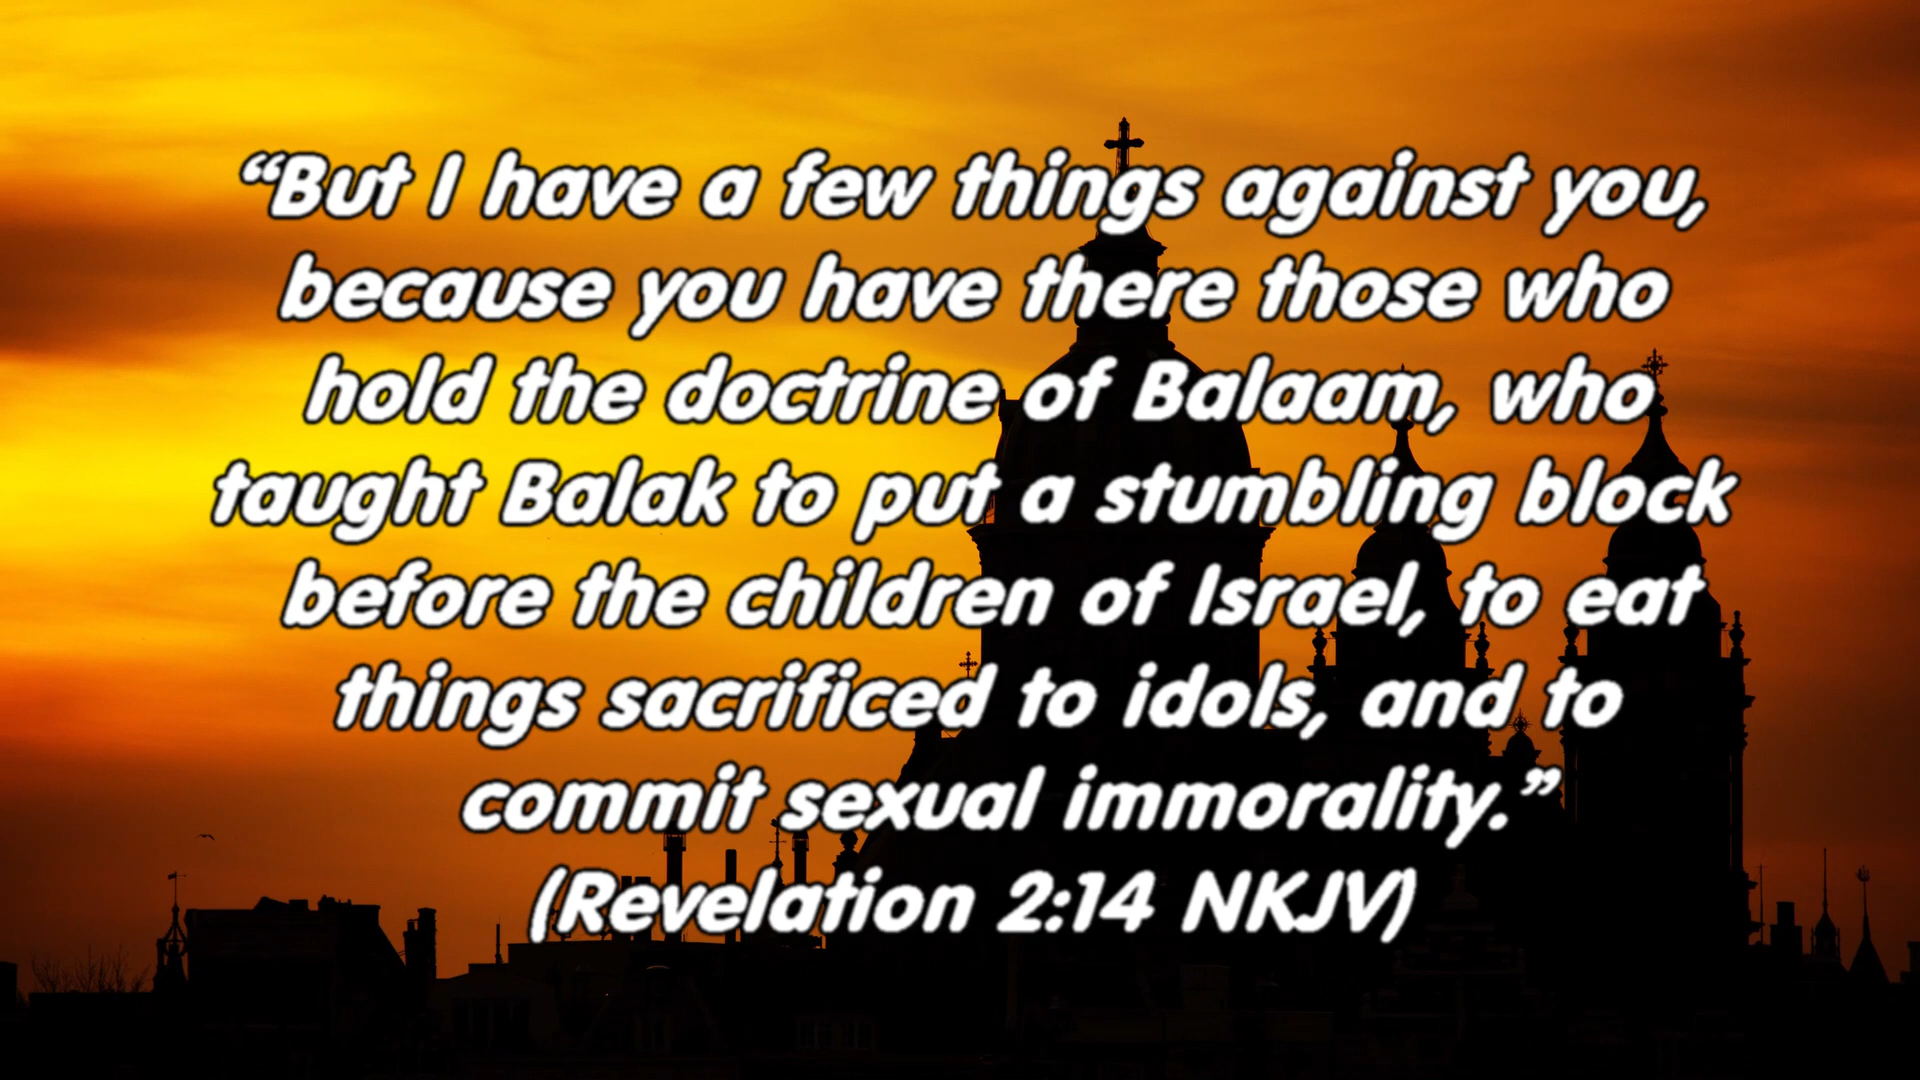 “But I have a few things against you,
because you have there those who
hold the doctrine of Balaam, who
taught Balak to put a stumbling block
before the children of Israel, to eat
things sacrificed to idols, and to
commit sexual immorality.”
(Revelation 2:14 NKJV)